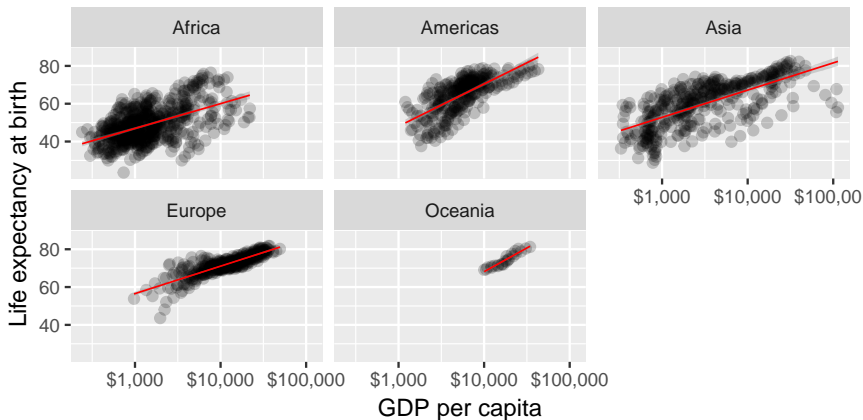 Africa
Americas
Asia
80
60
40
$1,000
$10,000
$100,00
Europe
Oceania
80
60
40
$1,000
$10,000
$100,000
$1,000
$10,000
$100,000
Life expectancy at birth
GDP per capita